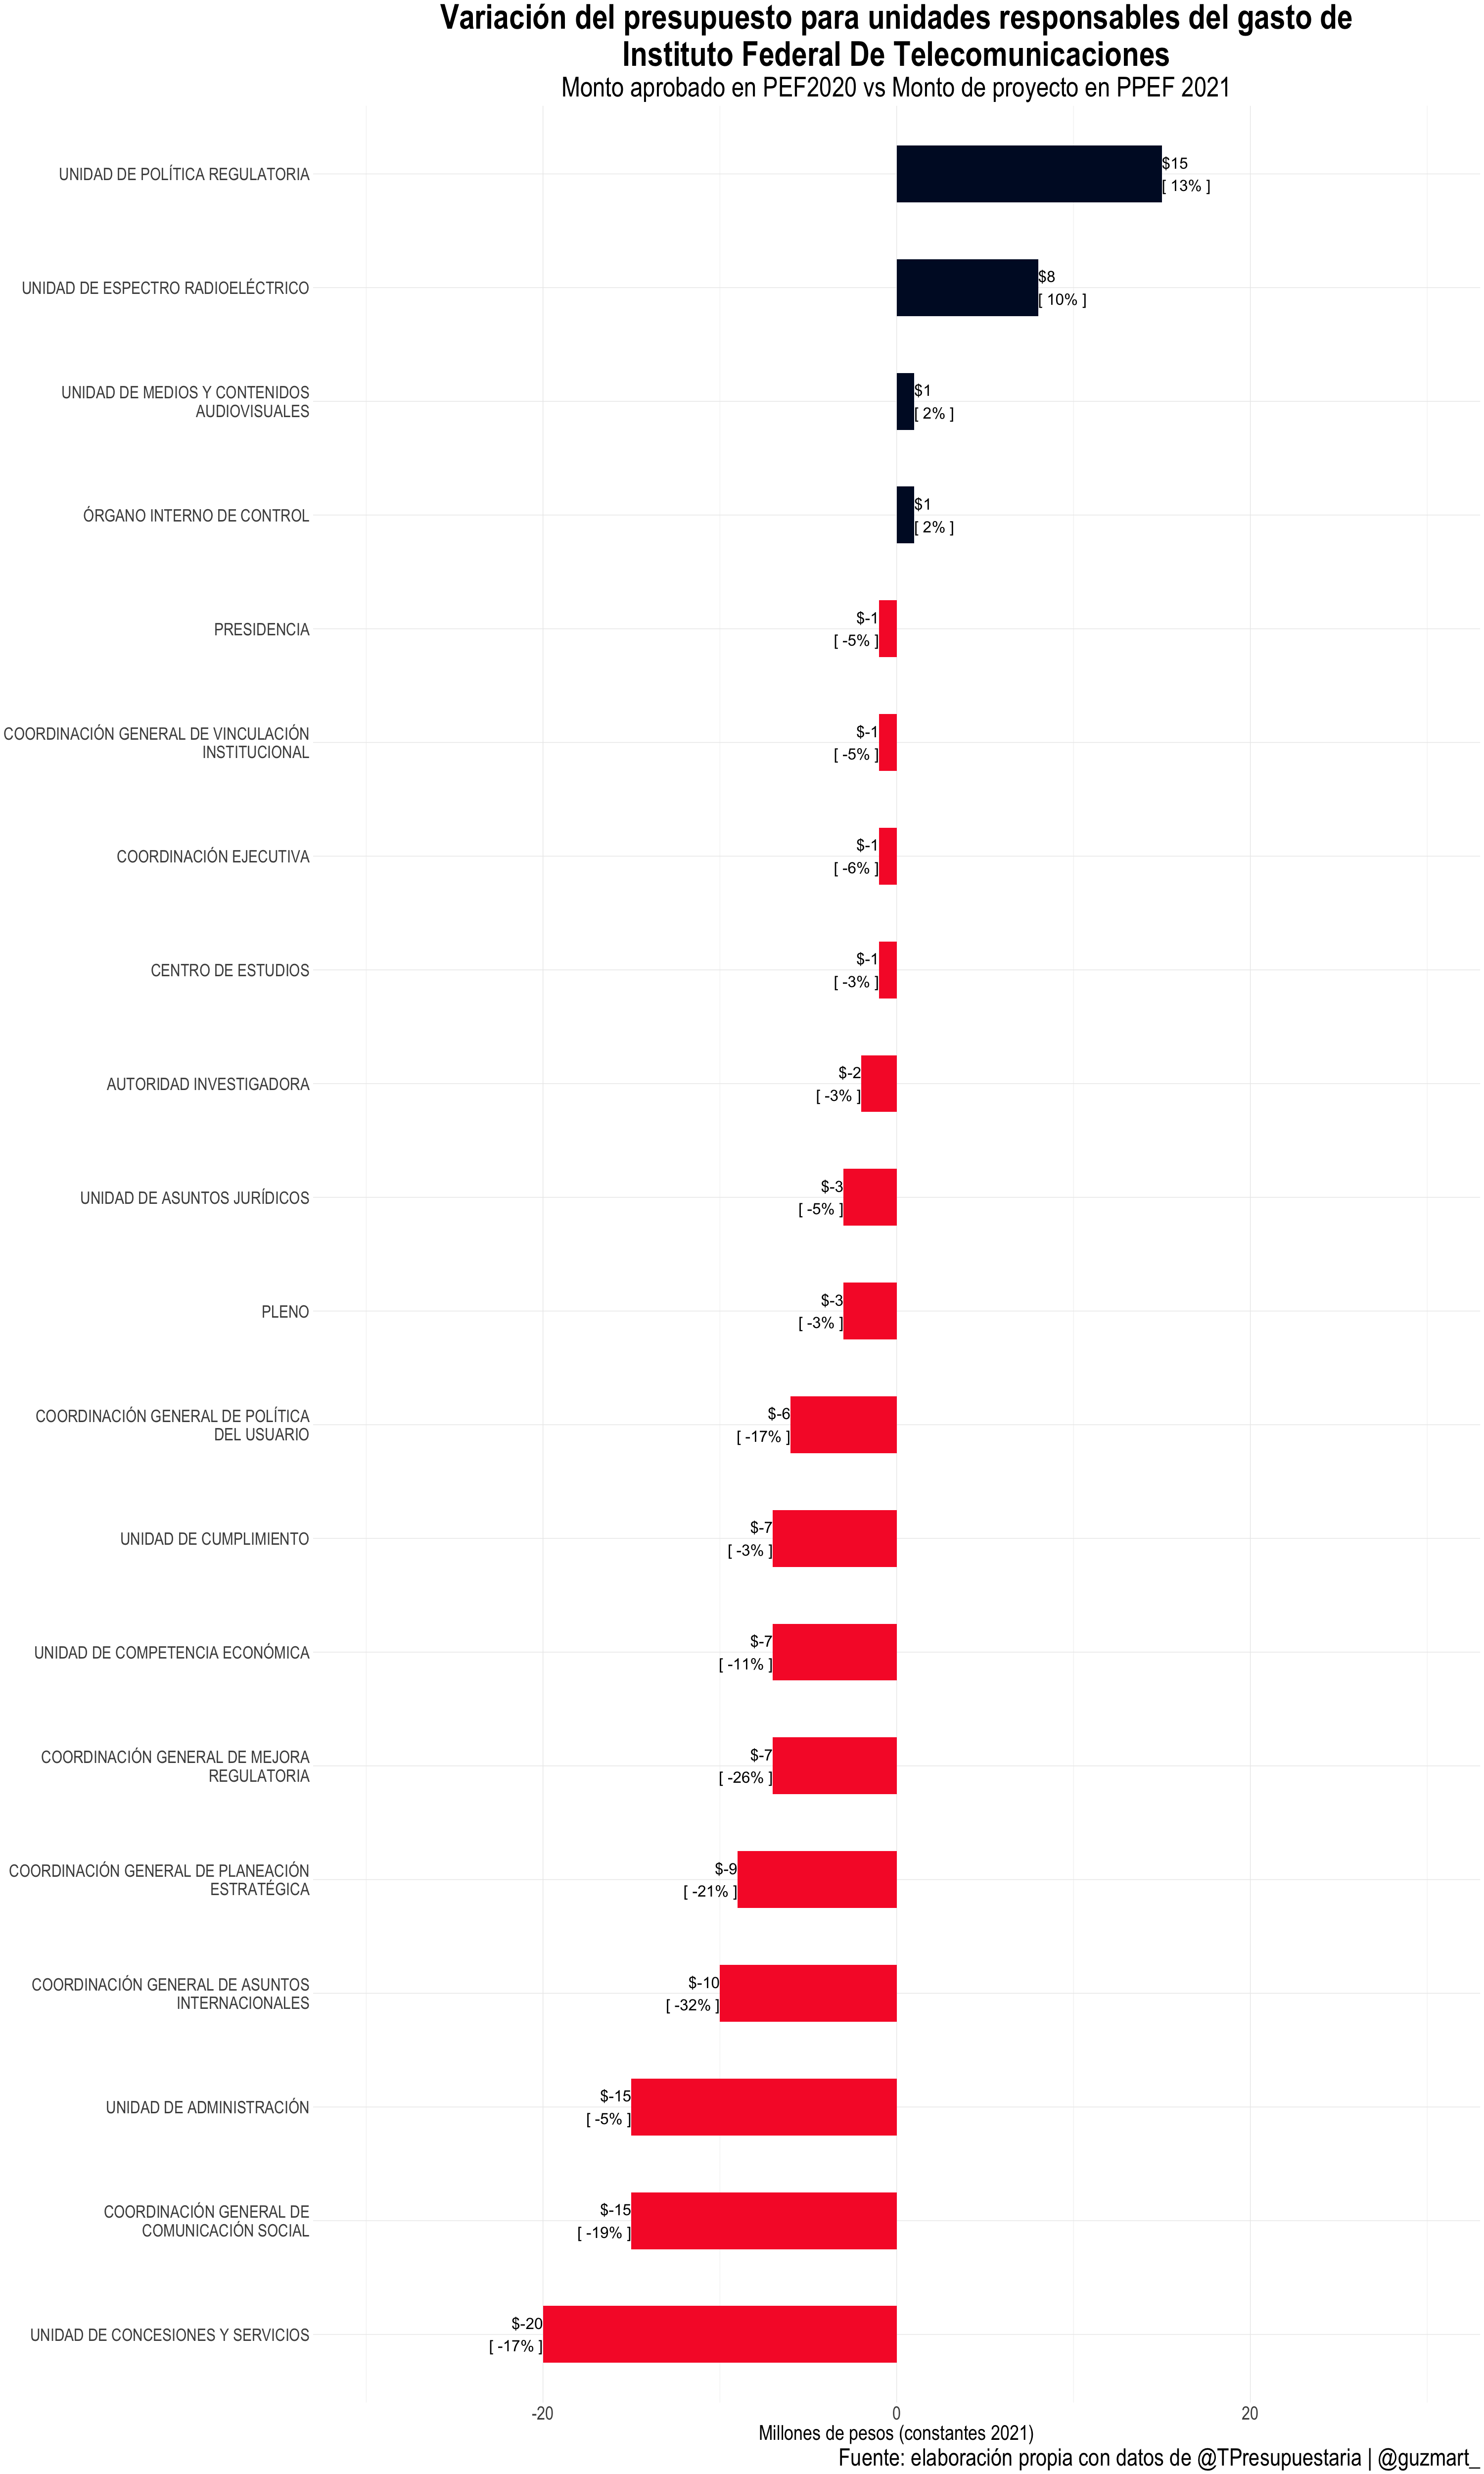 Variación del presupuesto para unidades responsables del gasto de
Instituto Federal De Telecomunicaciones
Monto aprobado en PEF2020 vs Monto de proyecto en PPEF 2021
UNIDAD DE POLÍTICA REGULATORIA
$15
[ 13% ]
UNIDAD DE ESPECTRO RADIOELÉCTRICO
$8
[ 10% ]
UNIDAD DE MEDIOS Y CONTENIDOS
AUDIOVISUALES
$1
[ 2% ]
ÓRGANO INTERNO DE CONTROL
$1
[ 2% ]
PRESIDENCIA
$-1
[ -5% ]
COORDINACIÓN GENERAL DE VINCULACIÓN
INSTITUCIONAL
$-1
[ -5% ]
COORDINACIÓN EJECUTIVA
$-1
[ -6% ]
CENTRO DE ESTUDIOS
$-1
[ -3% ]
AUTORIDAD INVESTIGADORA
$-2
[ -3% ]
UNIDAD DE ASUNTOS JURÍDICOS
$-3
[ -5% ]
PLENO
$-3
[ -3% ]
COORDINACIÓN GENERAL DE POLÍTICA
DEL USUARIO
$-6
[ -17% ]
UNIDAD DE CUMPLIMIENTO
$-7
[ -3% ]
UNIDAD DE COMPETENCIA ECONÓMICA
$-7
[ -11% ]
COORDINACIÓN GENERAL DE MEJORA
REGULATORIA
$-7
[ -26% ]
COORDINACIÓN GENERAL DE PLANEACIÓN
ESTRATÉGICA
$-9
[ -21% ]
COORDINACIÓN GENERAL DE ASUNTOS
INTERNACIONALES
$-10
[ -32% ]
UNIDAD DE ADMINISTRACIÓN
$-15
[ -5% ]
COORDINACIÓN GENERAL DE
COMUNICACIÓN SOCIAL
$-15
[ -19% ]
UNIDAD DE CONCESIONES Y SERVICIOS
$-20
[ -17% ]
-20
0
20
Millones de pesos (constantes 2021)
Fuente: elaboración propia con datos de @TPresupuestaria | @guzmart_